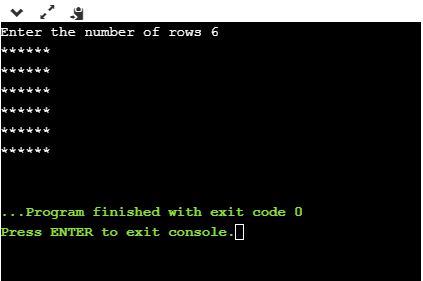 Enter the number of rows 6
******
******
******
******
******
******
...Program finished with exit code 0
Press ENTER to exit console.